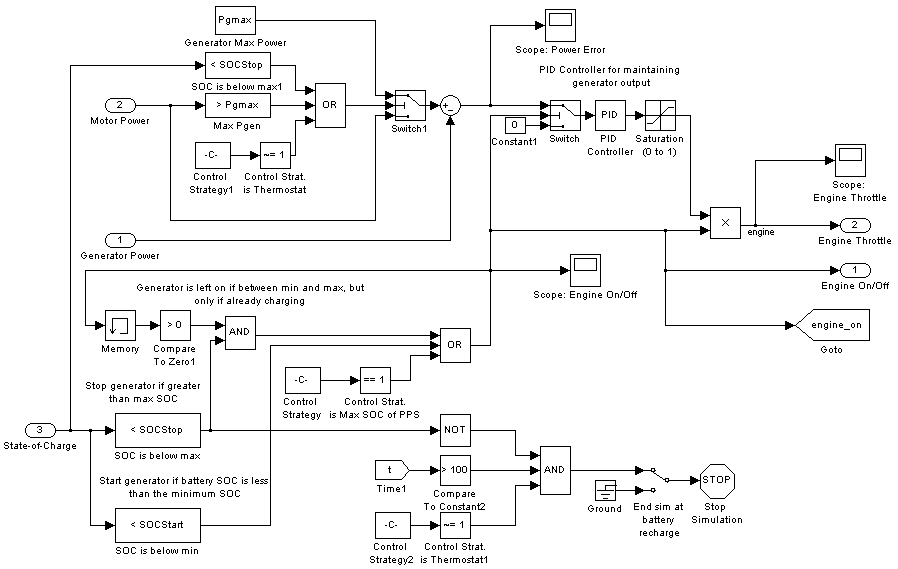 Pgmax
Generator Max Power
Scope: Power Error
< SOCStop
SOC is below max1
PID Controller for maintaining
generator output
2
Motor Power
> Pgmax
Max Pgen
OR
Switch1
+
-
0
Constant1
Switch
PID
PID
Controller
Saturation
(0 to 1)
-C-
Control
Strategy1
~= 1
Control Strat.
is Thermostat
Scope:
Engine Throttle
×
engine
2
Engine Throttle
1
Generator Power
1
Engine On/Off
Scope: Engine On/Off
Generator is left on if between min and max, but
only if already charging
engine_on
Goto
Memory
> 0
Compare
To Zero1
AND
OR
-C-
Control
Strategy
== 1
Control Strat.
is Max SOC of PPS
Stop generator if greater
than max SOC
3
State-of-Charge
< SOCStop
SOC is below max
NOT
Start generator if battery SOC is less
than the minimum SOC
t
Time1
> 100
Compare
To Constant2
AND
Ground
End sim at
battery
recharge
STOP
Stop
Simulation
< SOCStart
SOC is below min
-C-
Control
Strategy2
~= 1
Control Strat.
is Thermostat1